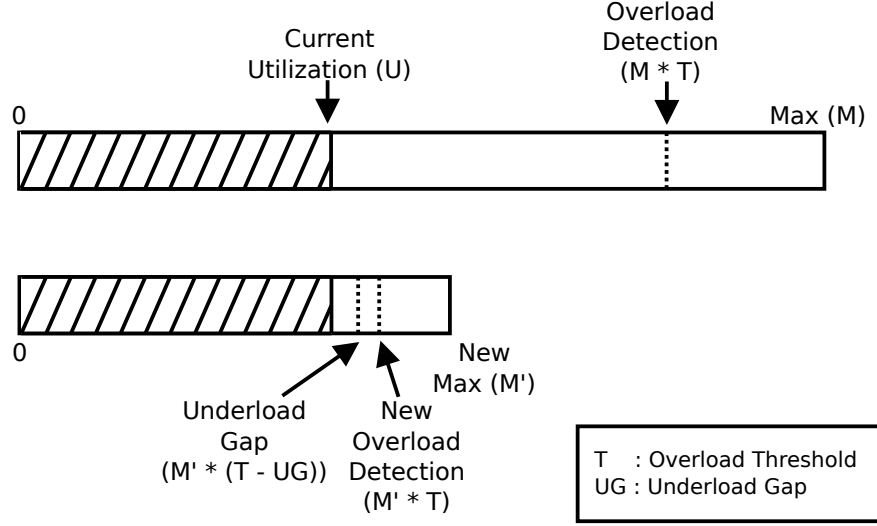 Current
Utilization (U)
Overload
Detection
(M * T)
0
Max (M)
0
New
Max (M')
Underload
Gap
(M' * (T - UG))
New
Overload
Detection
(M' * T)
T : Overload Threshold
UG : Underload Gap